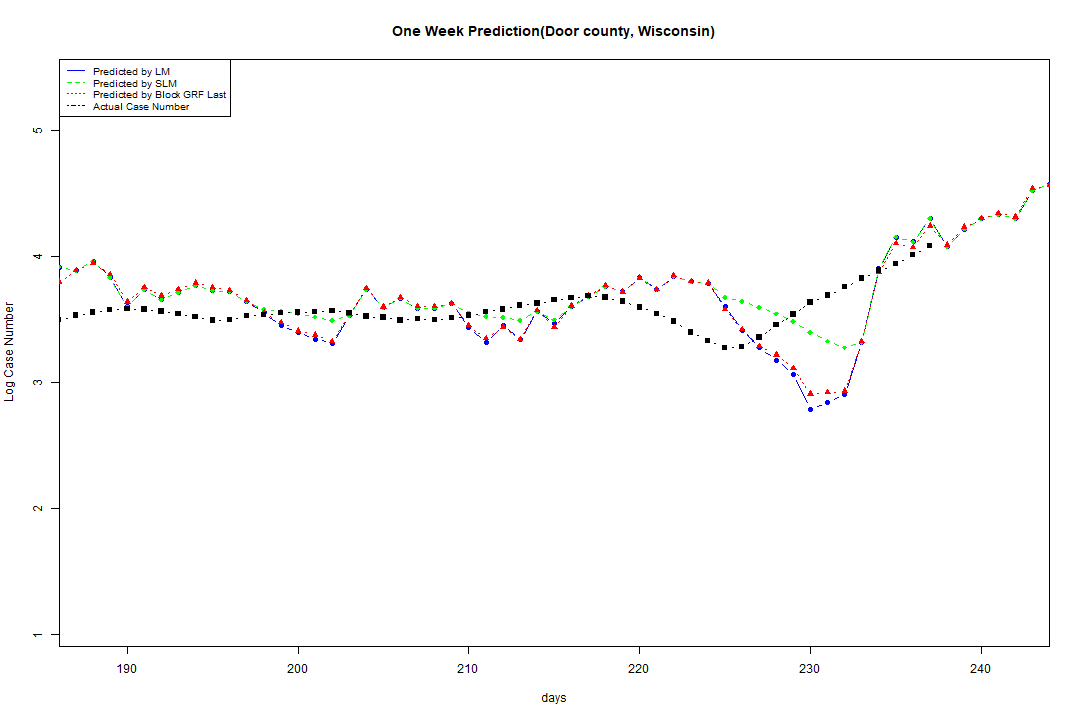 One Week Prediction(Door county, Wisconsin)
Predicted by LM
Predicted by SLM
Predicted by Block GRF Last
Actual Case Number
5
4
3
2
1
Log Case Number
190 200 210 220 230 240
days